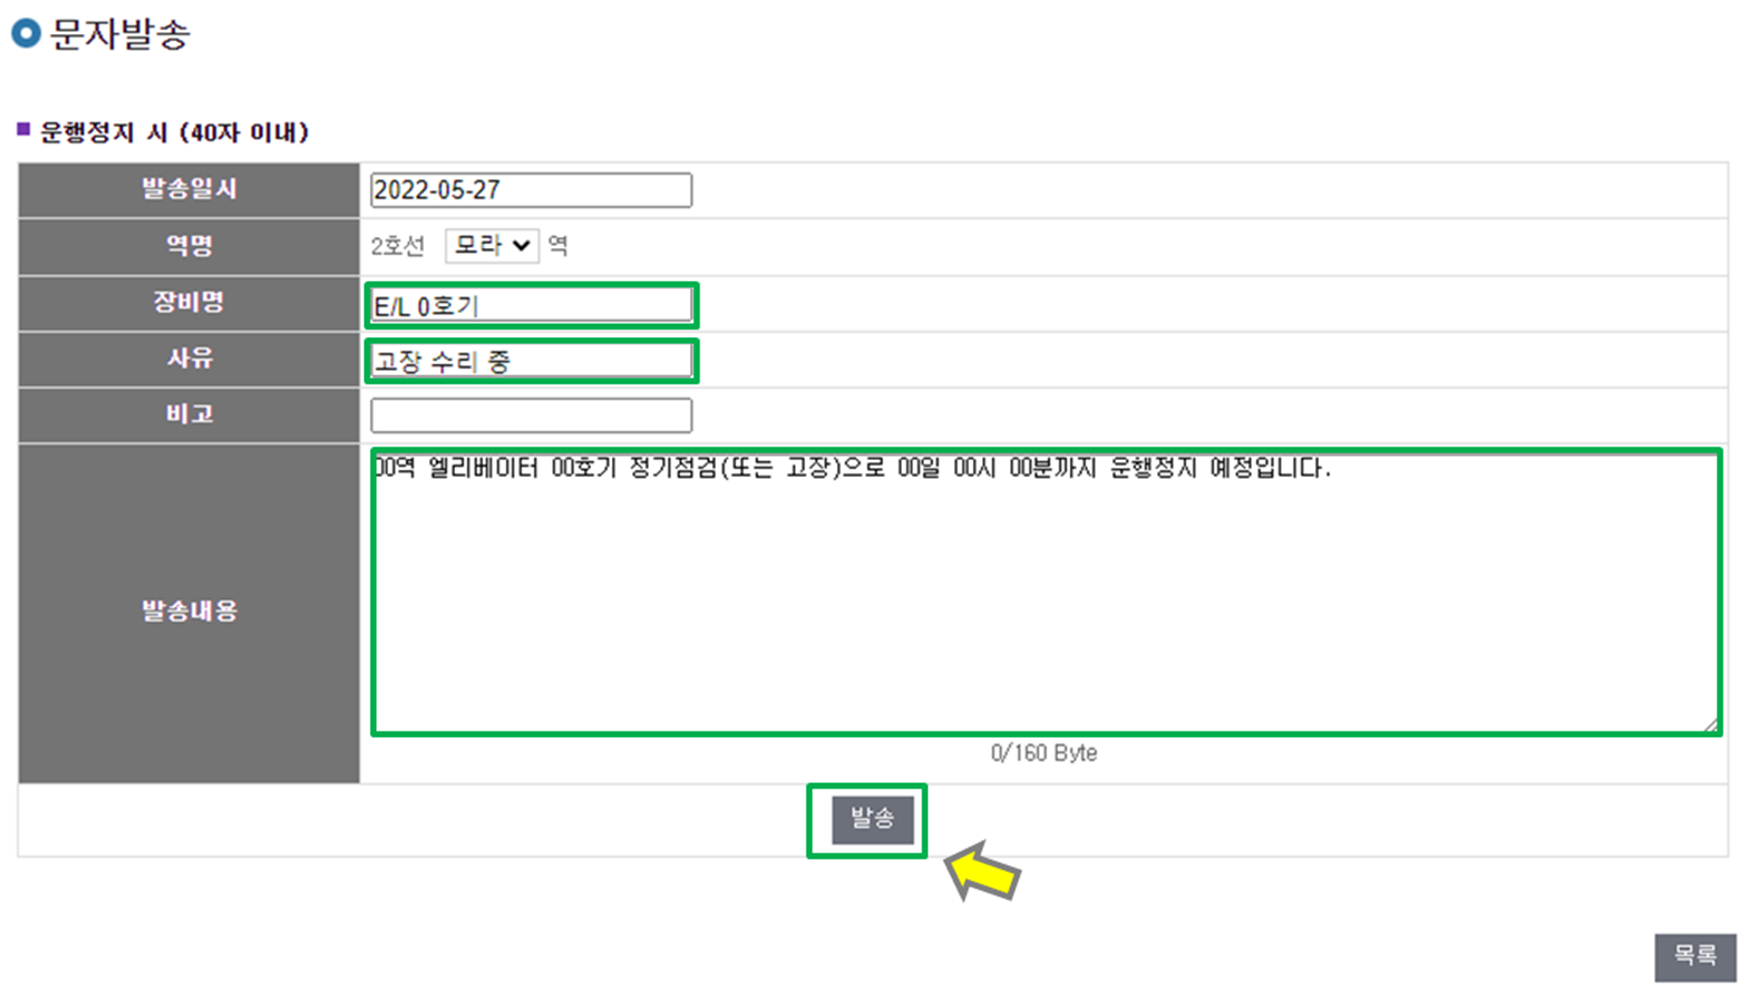 문자발송
운행정지 시 (40자 이내)
발송일시 2022-05-27
역명 2호선 모라 역
장비명 E/L 0호기
사유 고장 수리 중
비고
발송내용 00역 엘리베이터 00호기 정기점검(또는 고장)으로 00일 00시 00분까지 운행정지 예정입니다.
0/160 Byte
발송
목록